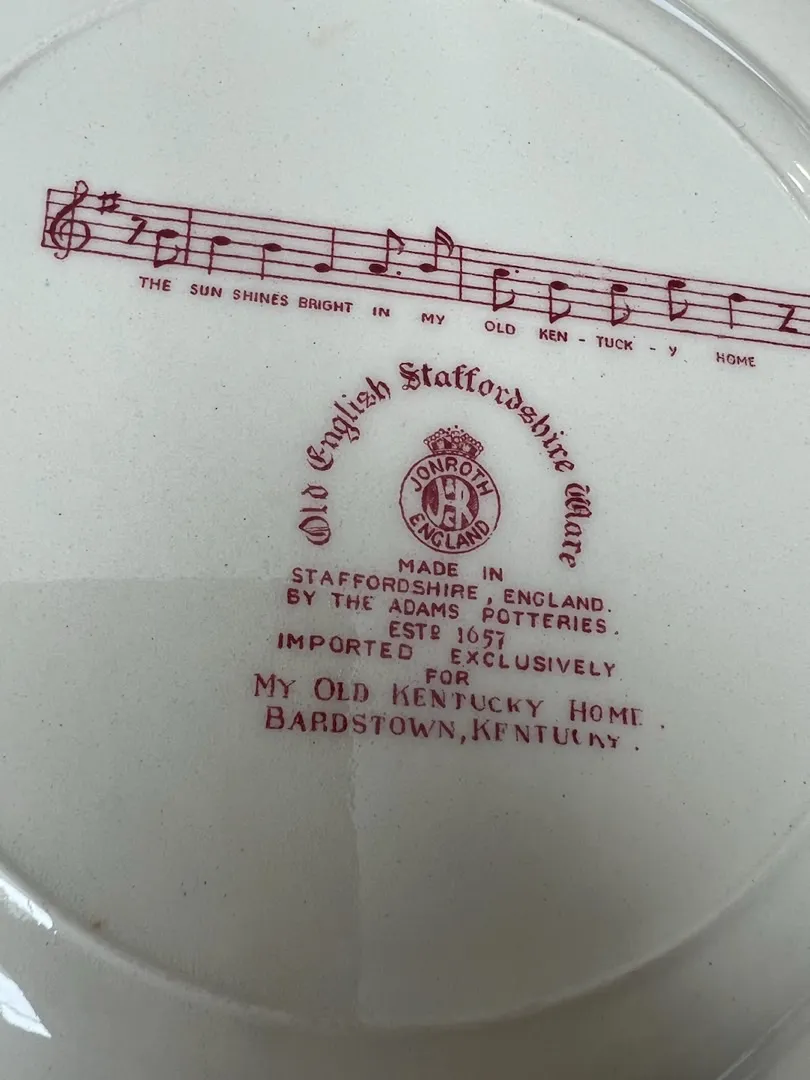 THE SUN SHINES BRIGHT IN MY OLD KEN - TUCK - Y HOME
Old English Staffordshire Ware
JONROTH
JHR
ENGLAND
MADE IN
STAFFORDSHIRE, ENGLAND.
BY THE ADAMS POTTERIES.
ESTD 1657
IMPORTED EXCLUSIVELY
FOR
MY OLD KENTUCKY HOME.
BARDSTOWN, KENTUCKY.